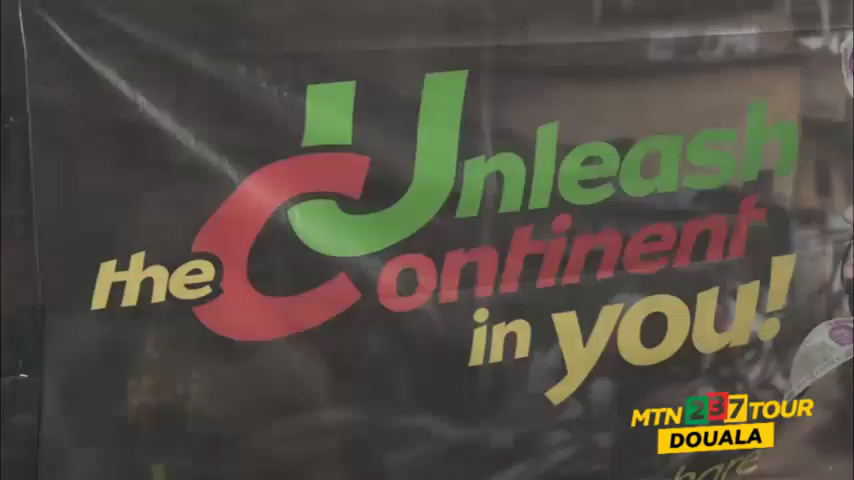 Unleash
the Continent
in you!
MTN 237 TOUR
DOUALA